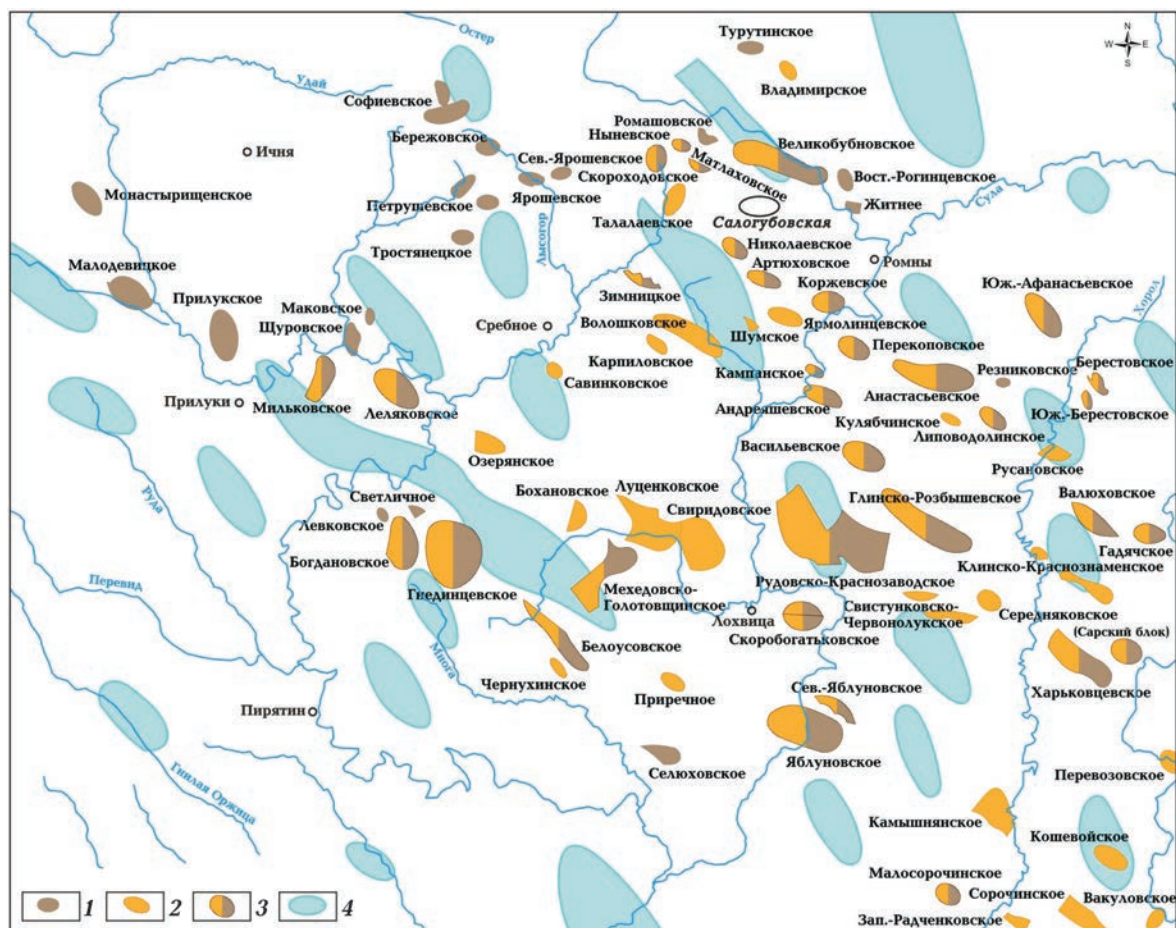 Остер
Турутинское
N
W E
S
Удай
Софиевское
Владимирское
Ромашовское
Ныневское
Бережовское
Великобубновское
Ичня
Сев.-Ярошевское
Матлаховское
Скороходовское
Вост.-Рогинцевское
Монастырищенское
Петрушевское
Ярошевское
Житнее
Сула
Талалаевское
Салогубовская
Лысогор
Тростянецкое
Николаевское
Ромны
Малодевицкое
Артюховское
Хорол
Юж.-Афанасьевское
Зимницкое
Коржевское
Прилукское
Маковское
Щуровское
Сребное
Волошковское
Шумское
Ярмолинцевское
Перекоповское
Берестовское
Карпиловское
Кампанское
Резниковское
Савинковское
Прилуки
Мильковское
Леляковское
Андреяшевское
Анастасьевское
Кулябчинское
Юж.-Берестовское
Липоводолинское
Васильевское
Озерянское
Русановское
Руда
Светличное
Бохановское
Луценковское
Свиридовское
Глинско-Розбышевское
Валюховское
Левковское
Гадячское
Богдановское
Клинско-Краснознаменское
Перевид
Гнединцевское
Мехедовско-
Голотовщинское
Рудовско-Краснозаводское
Лохвица
Свистунковско-
Червонолукское
Середняковское
Скоробогатьковское
(Сарский блок)
Белоусовское
Многа
Чернухинское
Приречное
Сев.-Яблуновское
Харьковцевское
Пирятин
Селюховское
Яблуновское
Перевозовское
Гнилая Оржица
Камышнянское
Кошевойское
Малосорочинское
Сорочинское
Вакуловское
Зап.-Радченковское
1 2 3 4